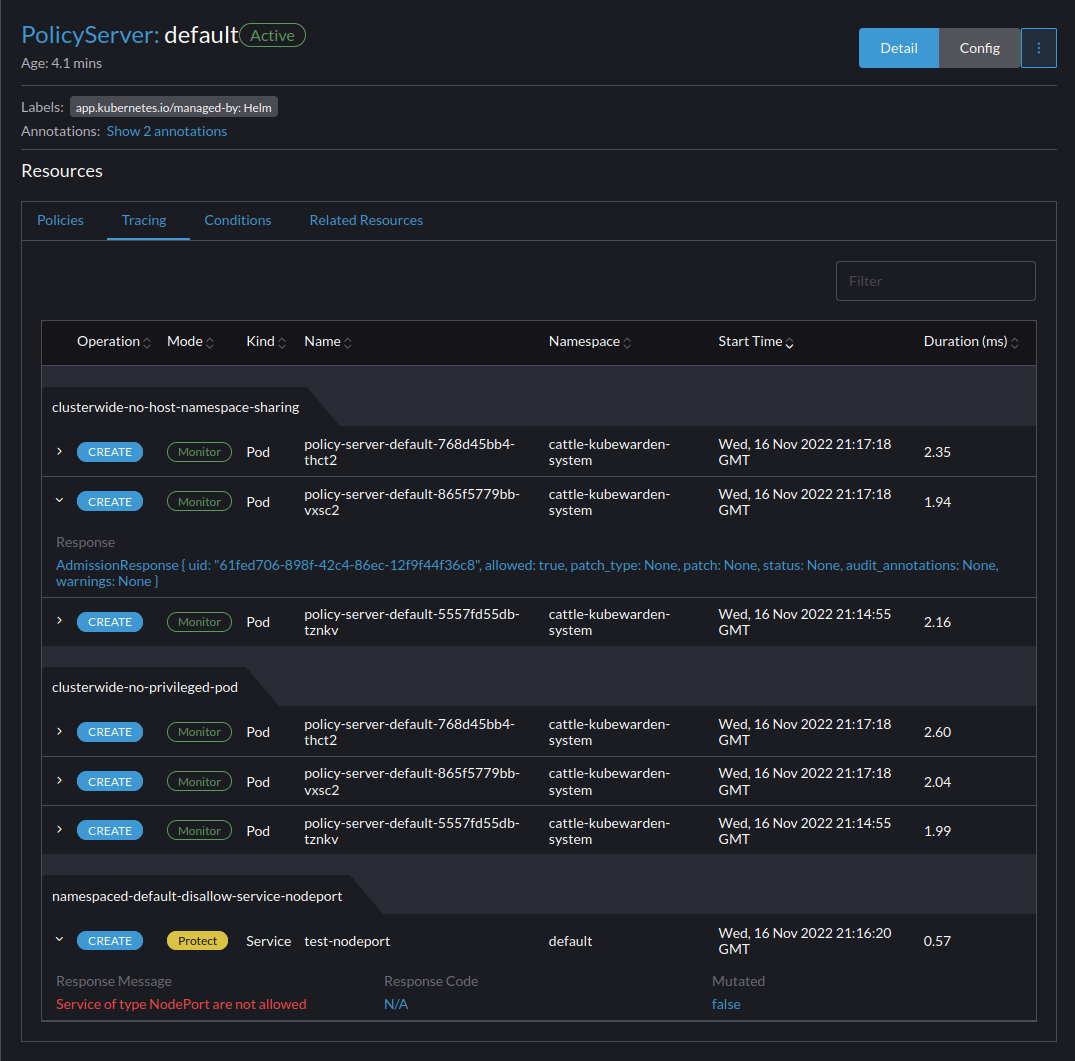 PolicyServer: default Active
Age: 4.1 mins
Detail
Config
Labels: app.kubernetes.io/managed-by: Helm
Annotations: Show 2 annotations
Resources
Policies Tracing Conditions Related Resources
Filter
Operation Mode Kind Name Namespace Start Time Duration (ms)
clusterwide-no-host-namespace-sharing
CREATE Monitor Pod policy-server-default-768d45bb4-thct2 cattle-kubewarden-system Wed, 16 Nov 2022 21:17:18 GMT 2.35
CREATE Monitor Pod policy-server-default-865f5779bb-vxsc2 cattle-kubewarden-system Wed, 16 Nov 2022 21:17:18 GMT 1.94
Response
AdmissionResponse { uid: "61fed706-898f-42c4-86ec-12f9f44f36c8", allowed: true, patch_type: None, patch: None, status: None, audit_annotations: None,
warnings: None }
CREATE Monitor Pod policy-server-default-5557fd55db-tznkv cattle-kubewarden-system Wed, 16 Nov 2022 21:14:55 GMT 2.16
clusterwide-no-privileged-pod
CREATE Monitor Pod policy-server-default-768d45bb4-thct2 cattle-kubewarden-system Wed, 16 Nov 2022 21:17:18 GMT 2.60
CREATE Monitor Pod policy-server-default-865f5779bb-vxsc2 cattle-kubewarden-system Wed, 16 Nov 2022 21:17:18 GMT 2.04
CREATE Monitor Pod policy-server-default-5557fd55db-tznkv cattle-kubewarden-system Wed, 16 Nov 2022 21:14:55 GMT 1.99
namespaced-default-disallow-service-nodeport
CREATE Protect Service test-nodeport default Wed, 16 Nov 2022 21:16:20 GMT 0.57
Response Message Response Code Mutated
Service of type NodePort are not allowed N/A false